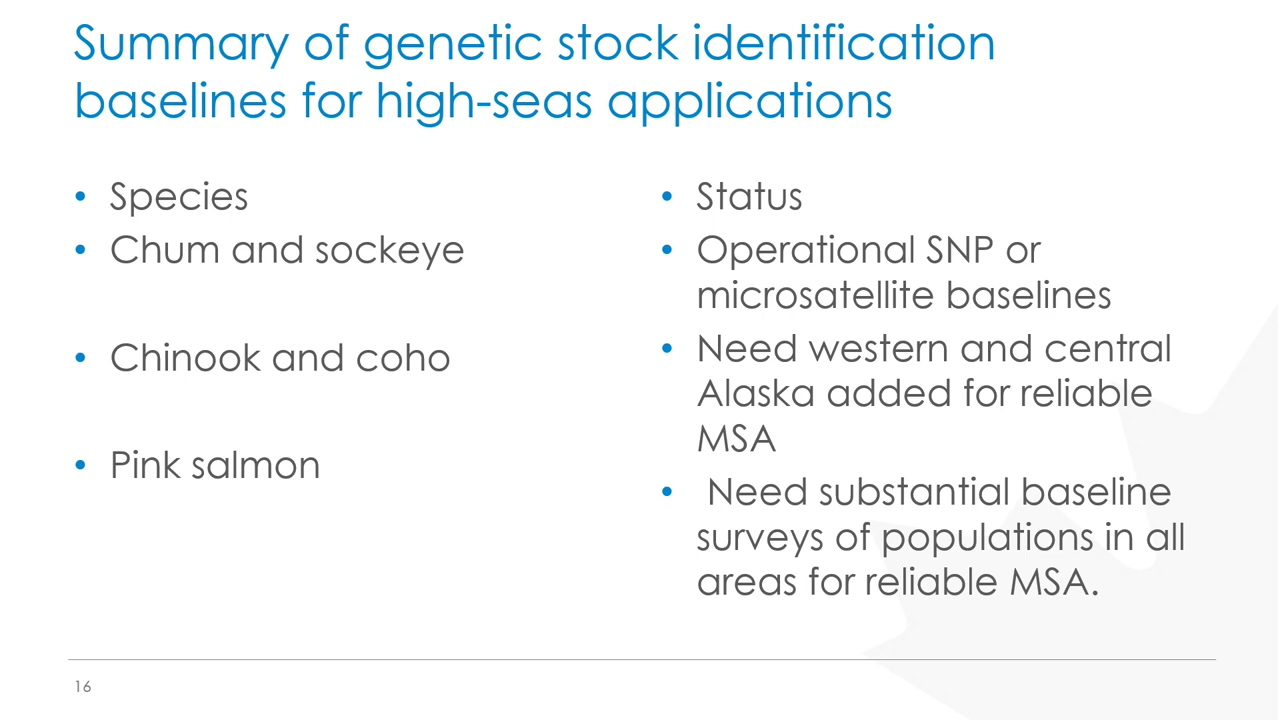 Summary of genetic stock identification
baselines for high-seas applications
• Species
• Chum and sockeye
• Chinook and coho
• Pink salmon
• Status
• Operational SNP or
microsatellite baselines
• Need western and central
Alaska added for reliable
MSA
• Need substantial baseline
surveys of populations in all
areas for reliable MSA.
16